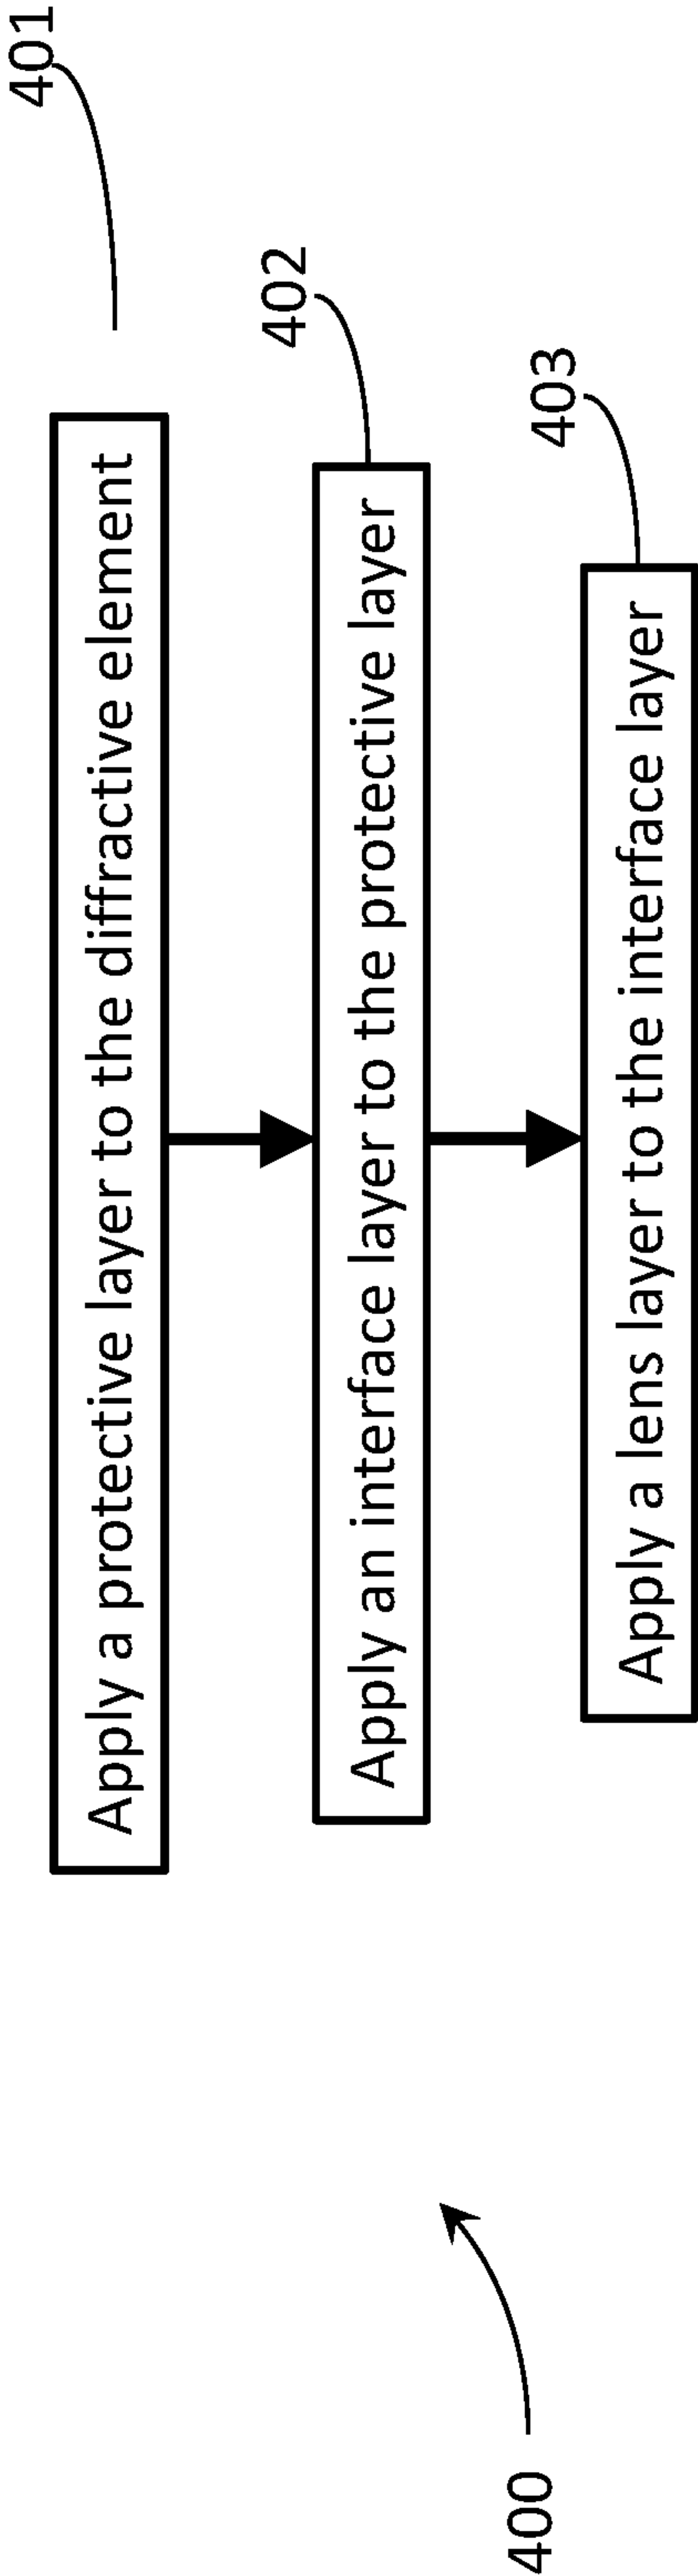 401
Apply a protective layer to the diffractive element
402
Apply an interface layer to the protective layer
403
Apply a lens layer to the interface layer
400